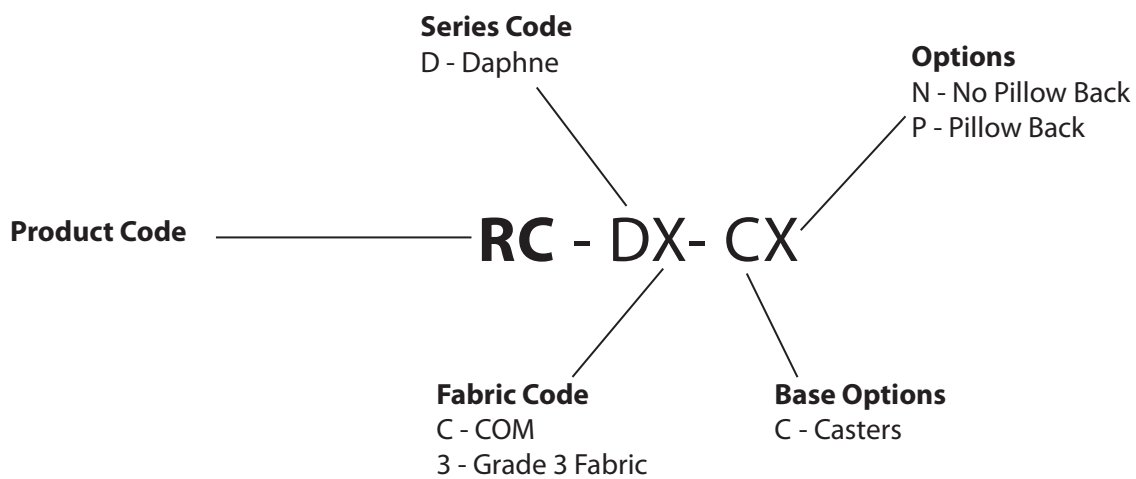 Series Code
D - Daphne
Options
N - No Pillow Back
P - Pillow Back
Product Code
RC - DX- CX
Fabric Code
C - COM
3 - Grade 3 Fabric
Base Options
C - Casters